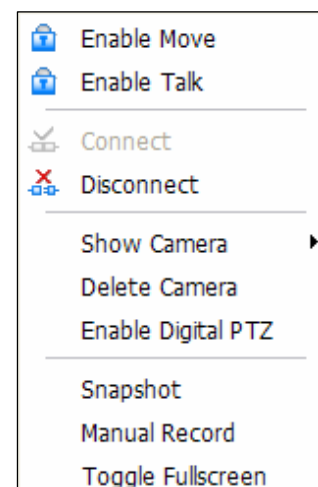 Enable Move
Enable Talk
Connect
Disconnect
Show Camera
Delete Camera
Enable Digital PTZ
Snapshot
Manual Record
Toggle Fullscreen